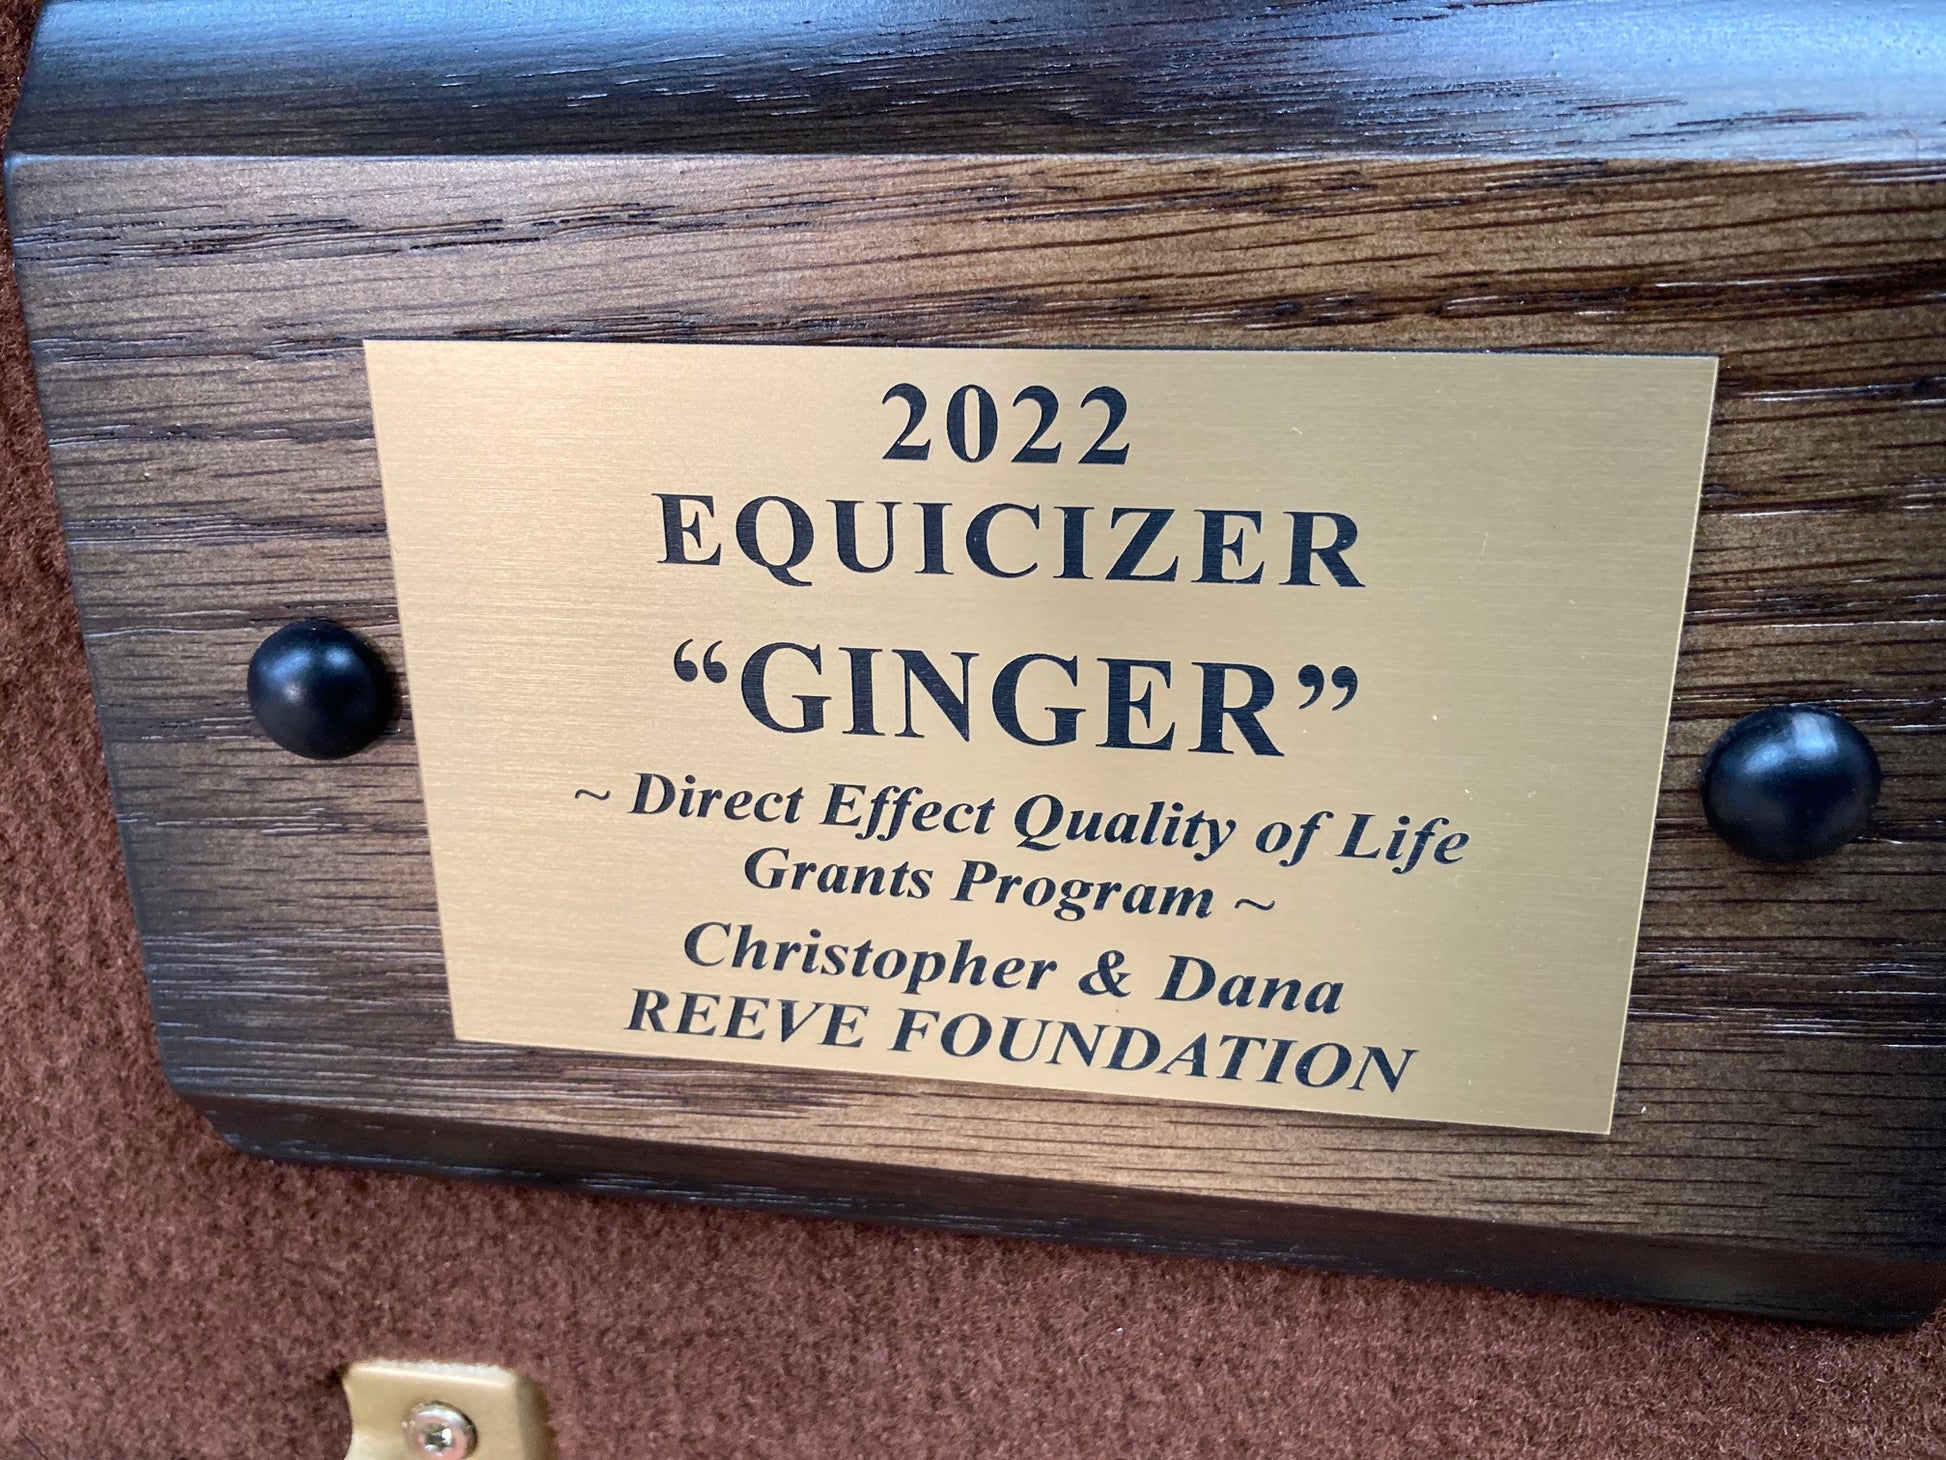 2022
EQUICIZER
“GINGER”
~ Direct Effect Quality of Life
Grants Program ~
Christopher & Dana
REEVE FOUNDATION